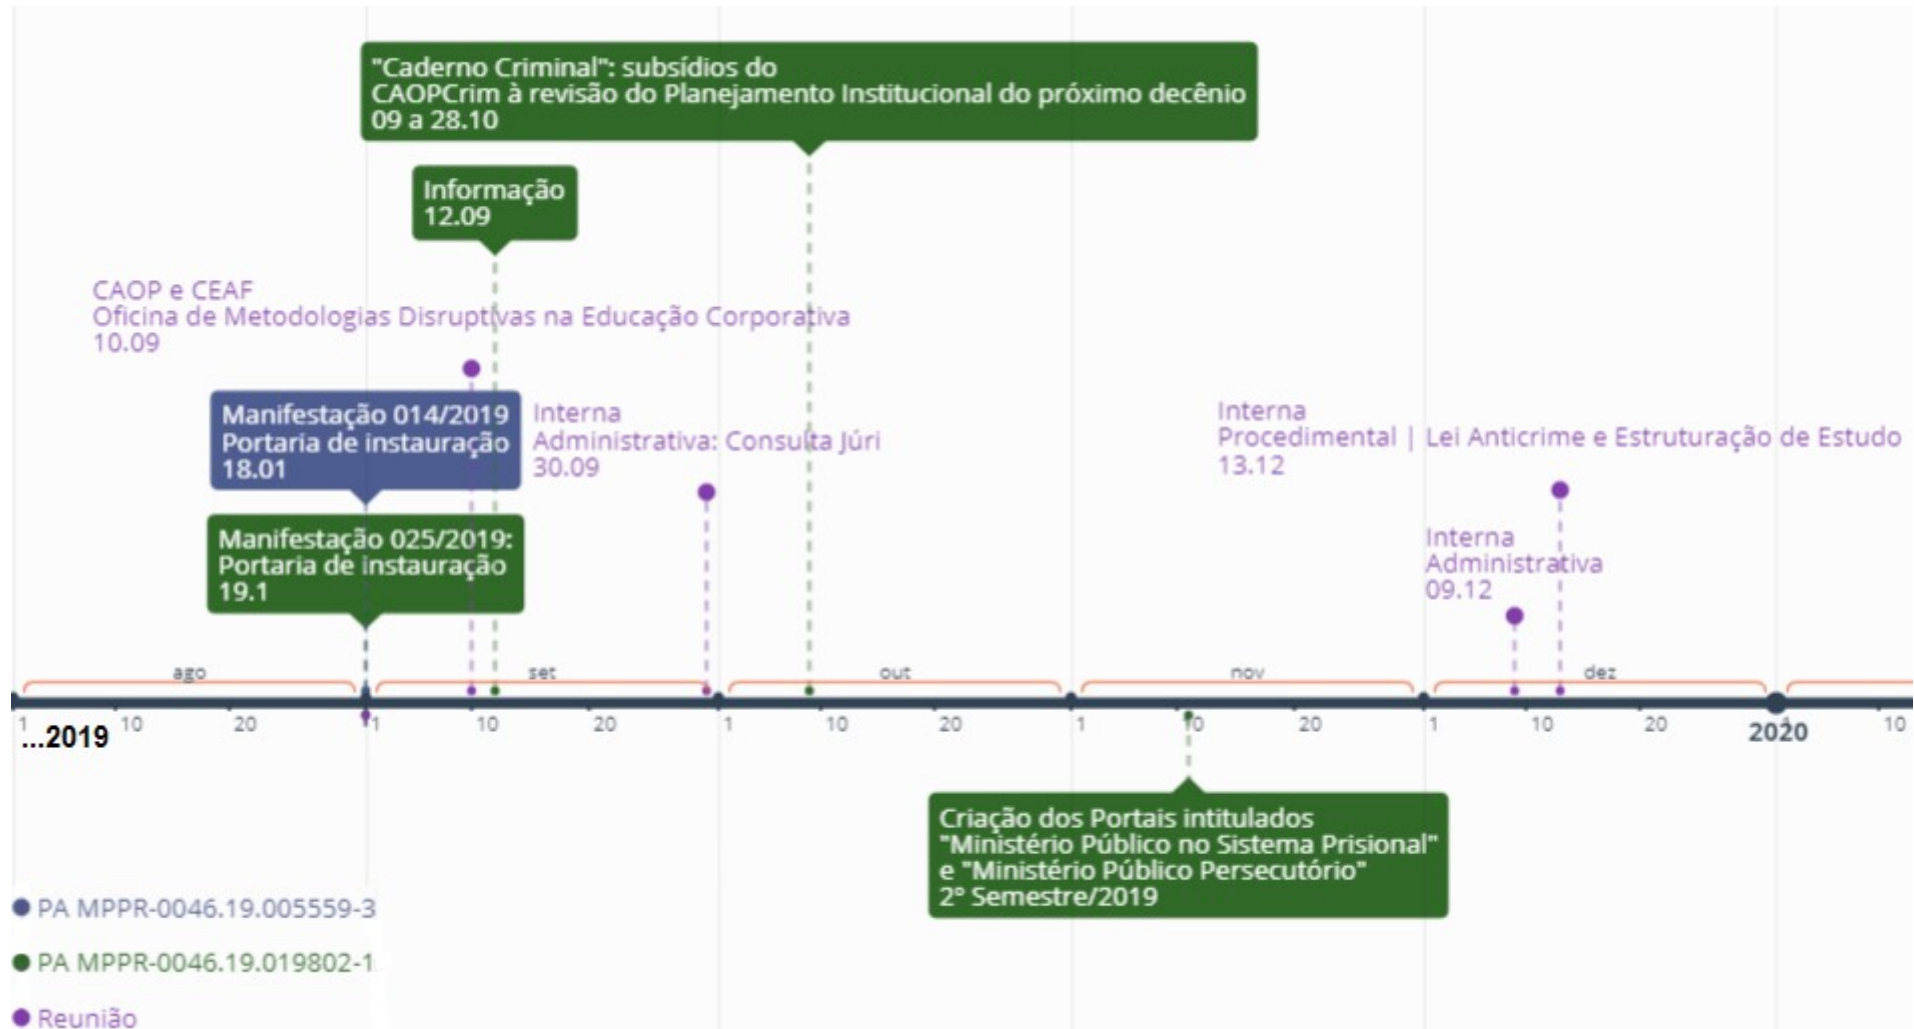 "Caderno Criminal": subsídios do
CAOPCrim à revisão do Planejamento Institucional do próximo decênio
09 a 28.10
Informação
12.09
CAOP e CEAF
Oficina de Metodologias Disruptivas na Educação Corporativa
10.09
Manifestação 014/2019
Portaria de instauração
18.01
Interna
Administrativa: Consulta Júri
30.09
Interna
Procedimental | Lei Anticrime e Estruturação de Estudo
13.12
Manifestação 025/2019:
Portaria de instauração
19.1
Interna
Administrativa
09.12
ago set out nov dez
1 10 20 1 10 20 1 10 20 1 10 20 1 10 20 1 10
...2019 2020
Criação dos Portais intitulados
"Ministério Público no Sistema Prisional"
e "Ministério Público Persecutório"
2º Semestre/2019
PA MPPR-0046.19.005559-3
PA MPPR-0046.19.019802-1
Reunião